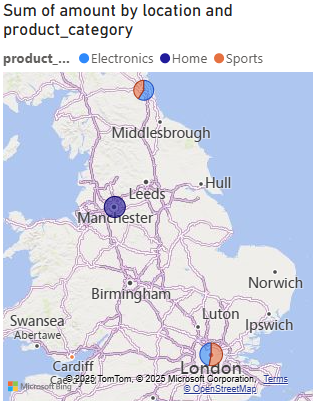 Sum of amount by location and
product_category
product_... Electronics Home Sports
Middlesbrough
Leeds
Hull
Manchester
Norwich
Birmingham
Luton
Ipswich
Swansea
Abertawe
Cardiff
London
Microsoft Bing
© 2025 TomTom, © 2025 Microsoft Corporation, Terms
© OpenStreetMap